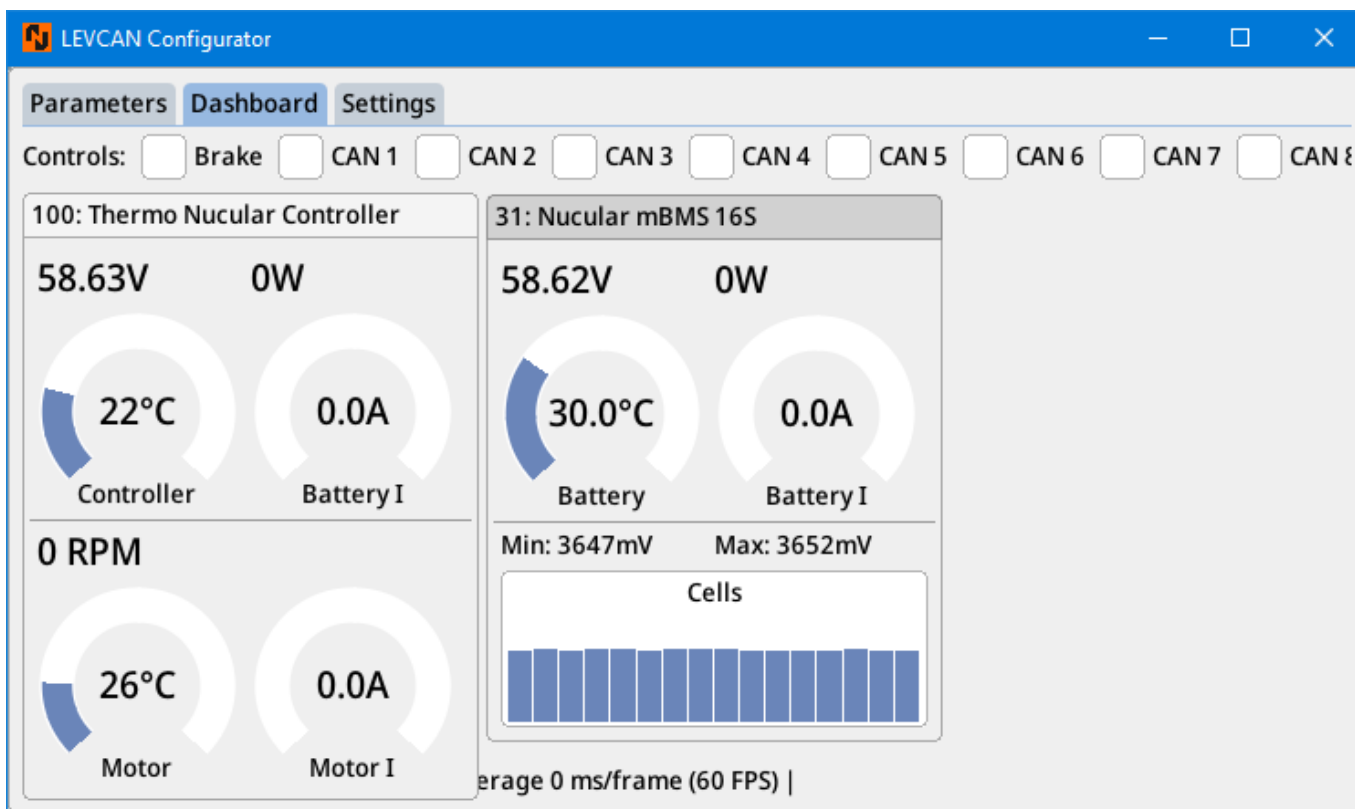 LEVCAN Configurator
Parameters Dashboard Settings
Controls: Brake CAN 1 CAN 2 CAN 3 CAN 4 CAN 5 CAN 6 CAN 7 CAN 8
100: Thermo Nucular Controller
58.63V 0W
22°C 0.0A
Controller Battery I
0 RPM
26°C 0.0A
Motor Motor I
31: Nucular mBMS 16S
58.62V 0W
30.0°C 0.0A
Battery Battery I
Min: 3647mV Max: 3652mV
Cells
erage 0 ms/frame (60 FPS) |